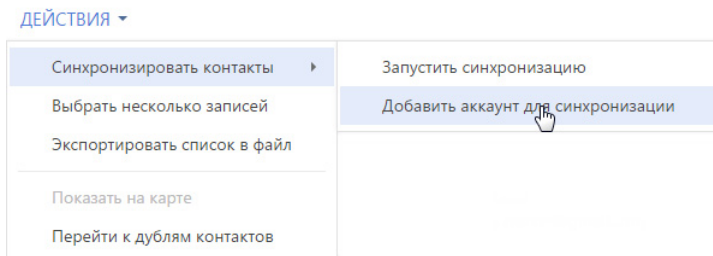 ДЕЙСТВИЯ
Синхронизировать контакты
Запустить синхронизацию
Выбрать несколько записей
Добавить аккаунт для синхронизации
Экспортировать список в файл
Показать на карте
Перейти к дублям контактов